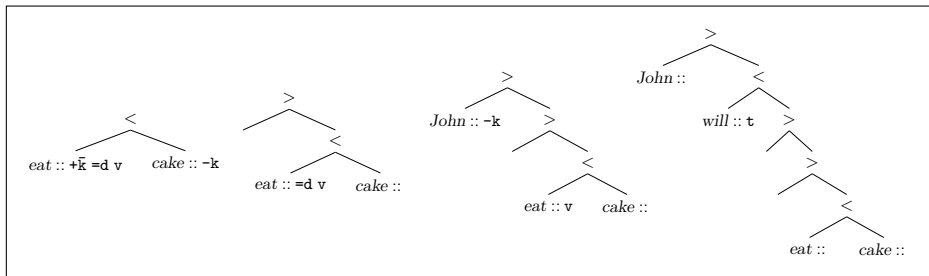 <
eat :: +k̄ =d v cake :: -k
>
<
eat :: =d v cake ::
>
John :: -k >
<
eat :: v cake ::
>
John :: <
will :: t >
>
<
eat :: cake ::